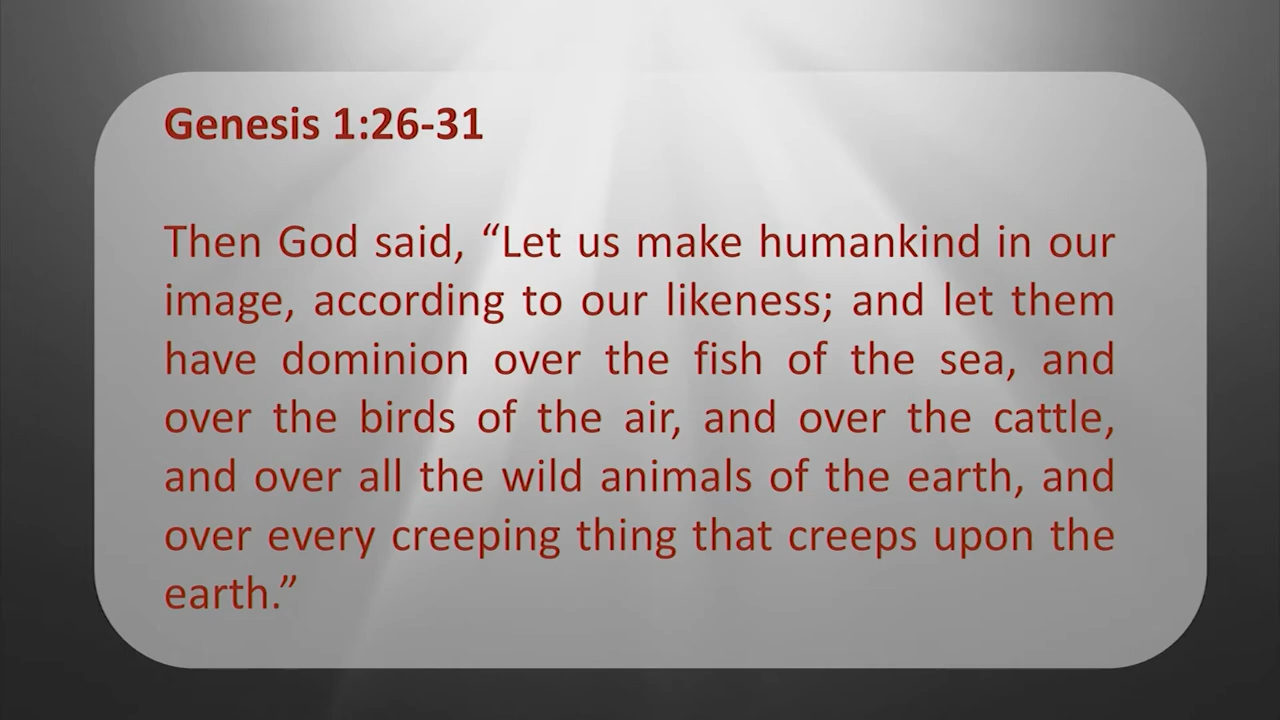 Genesis 1:26-31
Then God said, “Let us make humankind in our
image, according to our likeness; and let them
have dominion over the fish of the sea, and
over the birds of the air, and over the cattle,
and over all the wild animals of the earth, and
over every creeping thing that creeps upon the
earth.”